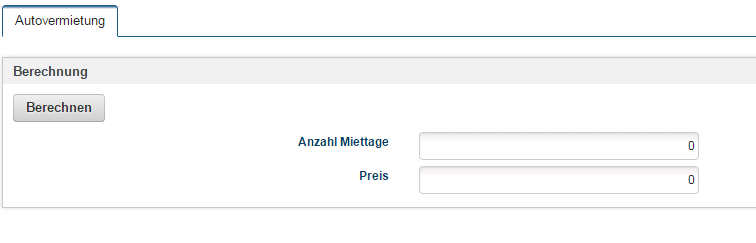 Autovermietung
Berechnung
Berechnen
Anzahl Miettage 0
Preis 0